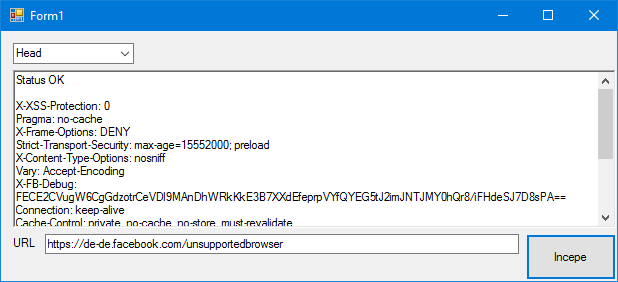 Form1
Head
Status OK
X-XSS-Protection: 0
Pragma: no-cache
X-Frame-Options: DENY
Strict-Transport-Security: max-age=15552000; preload
X-Content-Type-Options: nosniff
Vary: Accept-Encoding
X-FB-Debug:
FECE2CVugW6CgGdzotrCeVDl9MAnDhWRkKkE3B7XXdEfeprpVYfQYEG5tJ2imJNTJMY0hQr8/iFHdeSJ7D8sPA==
Connection: keep-alive
Cache-Control: private, no-cache, no-store, must-revalidate
URL https://de-de.facebook.com/unsupportedbrowser
Incepe